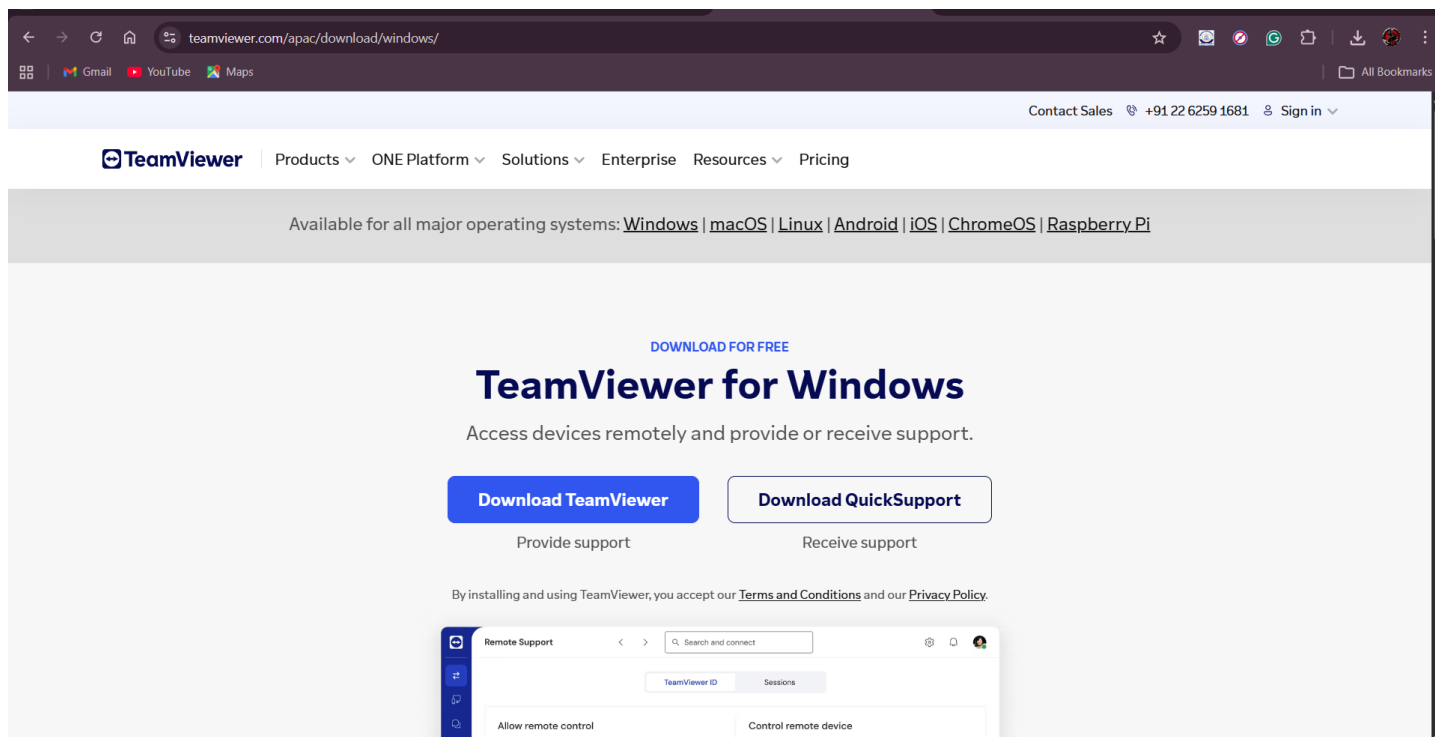 teamviewer.com/apac/download/windows/
Gmail YouTube Maps All Bookmarks
Contact Sales +91 22 6259 1681 Sign in
TeamViewer Products ONE Platform Solutions Enterprise Resources Pricing
Available for all major operating systems: Windows | macOS | Linux | Android | iOS | ChromeOS | Raspberry Pi
DOWNLOAD FOR FREE
TeamViewer for Windows
Access devices remotely and provide or receive support.
Download TeamViewer Download QuickSupport
Provide support Receive support
By installing and using TeamViewer, you accept our Terms and Conditions and our Privacy Policy.
Remote Support Search and connect
TeamViewer ID Sessions
Allow remote control Control remote device